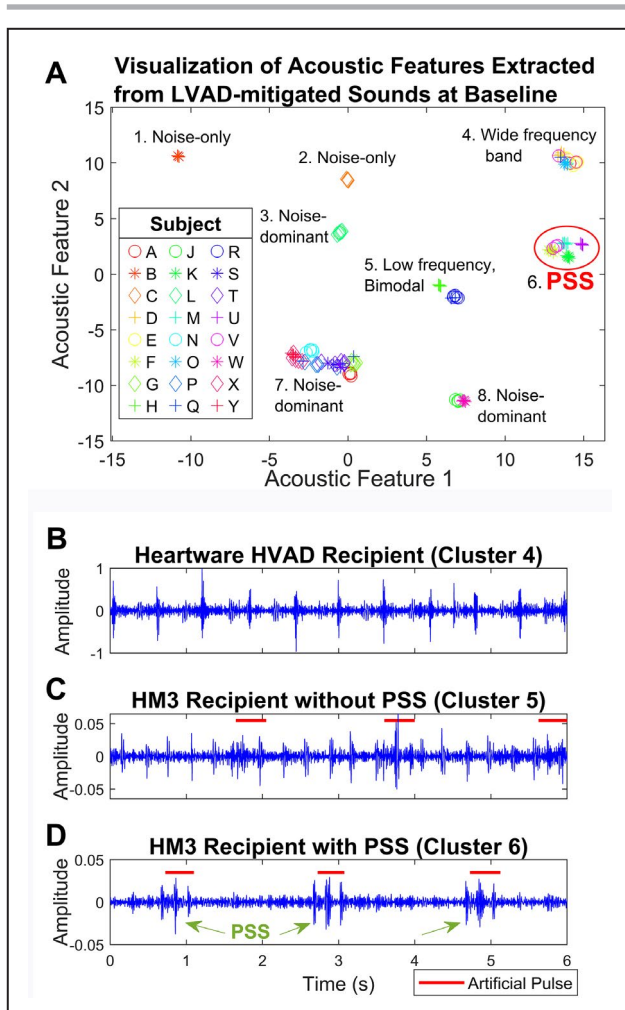 A
Visualization of Acoustic Features Extracted
from LVAD-mitigated Sounds at Baseline
15
10
5
0
-5
-10
-15
Acoustic Feature 2
1. Noise-only
2. Noise-only
3. Noise-
dominant
4. Wide frequency
band
5. Low frequency,
Bimodal
6. PSS
7. Noise-
dominant
8. Noise-
dominant
Subject
A J R
B K S
C L T
D M U
E N V
F O W
G P X
H Q Y
-15 -10 -5 0 5 10 15
Acoustic Feature 1
B
Heartware HVAD Recipient (Cluster 4)
Amplitude
1
0
-1
C
HM3 Recipient without PSS (Cluster 5)
Amplitude
0.05
0
-0.05
D
HM3 Recipient with PSS (Cluster 6)
Amplitude
0.05
0
-0.05
PSS
0 1 2 3 4 5 6
Time (s)
Artificial Pulse